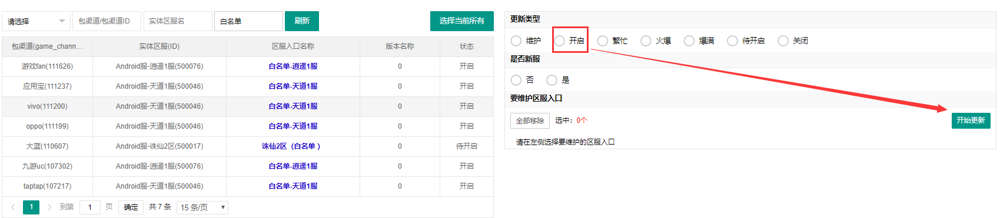 请选择 包渠道/包渠道ID 实体区服名 白名单 刷新 选择当前所有
包渠道(game_chann... 实体区服(ID) 区服入口名称 版本名称 状态
游戏fan(111626) Android服-逍遥1服(500076) 白名单-逍遥1服 0 开启
应用宝(111237) Android服-天道1服(500046) 白名单-天道1服 0 开启
vivo(111200) Android服-天道1服(500046) 白名单-天道1服 0 开启
oppo(111199) Android服-天道1服(500046) 白名单-天道1服 0 开启
大蓝(110607) Android服-诛仙2区(500017) 诛仙2区（白名单 ） 0 待开启
九游uc(107302) Android服-逍遥1服(500076) 白名单-逍遥1服 0 开启
taptap(107217) Android服-天道1服(500046) 白名单-天道1服 0 开启
1 到第 1 页 确定 共 7 条 15 条/页
更新类型
维护 开启 繁忙 火爆 爆满 待开启 关闭
是否新服
否 是
要维护区服入口
全部移除 选中：0个 开始更新
请在左侧选择要维护的区服入口